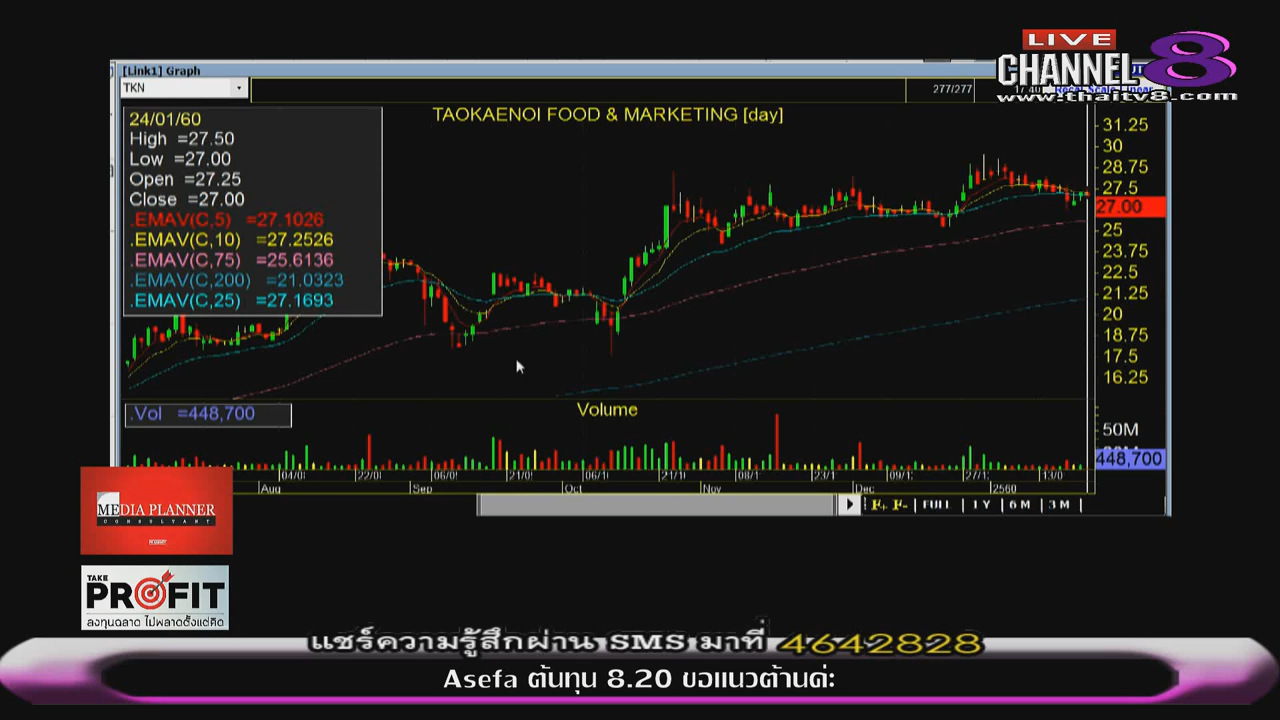 LIVE
CHANNEL 8
www.thaitv8.com
[Link1] Graph
TKN
277/277
TAOKAENOI FOOD & MARKETING [day]
24/01/60
High =27.50
Low =27.00
Open =27.25
Close =27.00
.EMAV(C,5) =27.1026
.EMAV(C,10) =27.2526
.EMAV(C,75) =25.6136
.EMAV(C,200) =21.0323
.EMAV(C,25) =27.1693
31.25
30
28.75
27.5
27.00
25
23.75
22.5
21.25
20
18.75
17.5
16.25
.Vol =448,700
Volume
50M
448,700
Aug Sep Oct Nov Dec 2560
F+ F- FULL 1 Y 6 M 3 M
MEDIA PLANNER
CONSULTANT
TAKE
PROFIT
ลงทุนฉลาด ไม่พลาดตั้งแต่คิด
แชร์ความรู้สึกผ่าน SMS มาที่ 4642828
Asefa ต้นทุน 8.20 ขอแนวต้านค่ะ